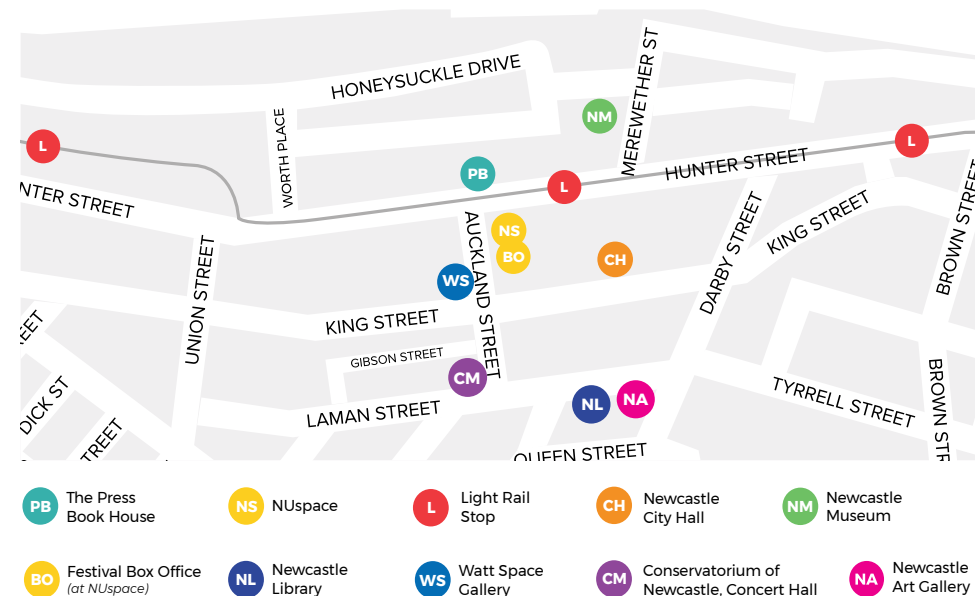 MEREWETHER ST
HONEYSUCKLE DRIVE
WORTH PLACE
NM
L
L
PB
L
HUNTER STREET
NTER STREET
BROWN STREET
AUCKLAND STREET
NS
BO
CH
WS
DARBY STREET
KING STREET
UNION STREET
KING STREET
GIBSON STREET
CM
LAMAN STREET
NL
NA
TYRRELL STREET
BROWN STR
EET
DICK ST
TREET
QUEEN STREET
PB
The Press
Book House
NS
NUspace
L
Light Rail
Stop
CH
Newcastle
City Hall
NM
Newcastle
Museum
BO
Festival Box Office
(at NUspace)
NL
Newcastle
Library
WS
Watt Space
Gallery
CM
Conservatorium of
Newcastle, Concert Hall
NA
Newcastle
Art Gallery